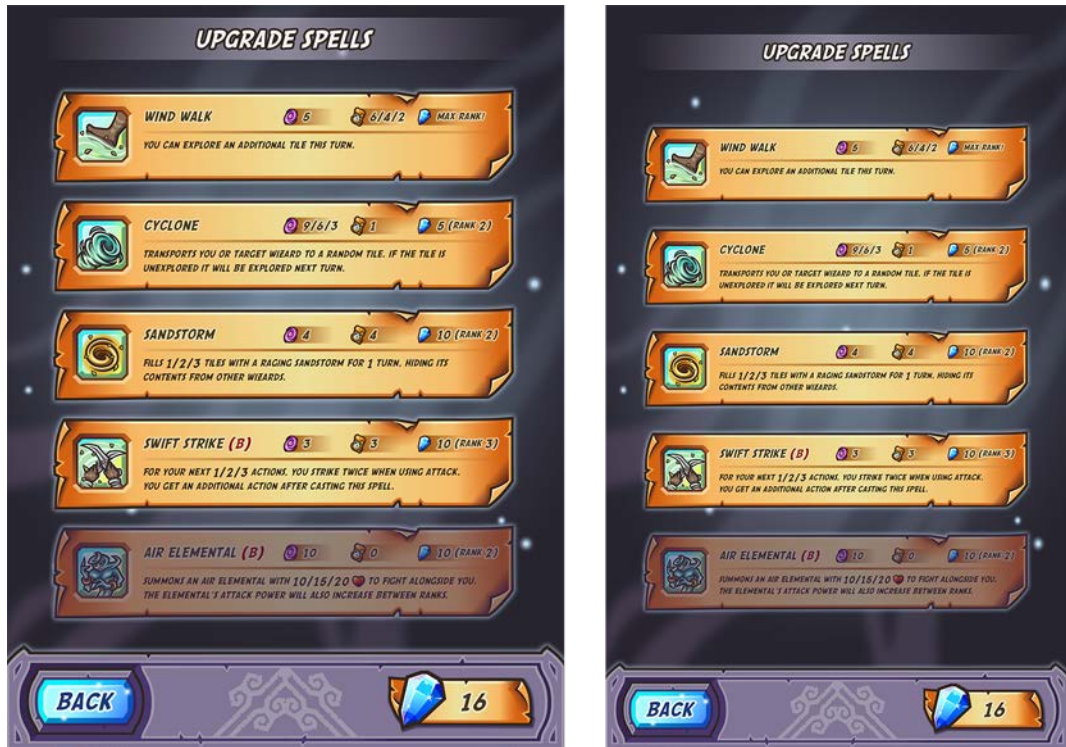 UPGRADE SPELLS
WIND WALK 5 6/4/2 MAX RANK!
YOU CAN EXPLORE AN ADDITIONAL TILE THIS TURN.
CYCLONE 9/6/3 1 5 (RANK 2)
TRANSPORTS YOU OR TARGET WIZARD TO A RANDOM TILE. IF THE TILE IS
UNEXPLORED IT WILL BE EXPLORED NEXT TURN.
SANDSTORM 4 4 10 (RANK 2)
FILLS 1/2/3 TILES WITH A RAGING SANDSTORM FOR 1 TURN, HIDING ITS
CONTENTS FROM OTHER WIZARDS.
SWIFT STRIKE (B) 3 3 10 (RANK 3)
FOR YOUR NEXT 1/2/3 ACTIONS, YOU STRIKE TWICE WHEN USING ATTACK.
YOU GET AN ADDITIONAL ACTION AFTER CASTING THIS SPELL.
AIR ELEMENTAL (B) 10 0 10 (RANK 2)
SUMMONS AN AIR ELEMENTAL WITH 10/15/20 TO FIGHT ALONGSIDE YOU.
THE ELEMENTAL'S ATTACK POWER WILL ALSO INCREASE BETWEEN RANKS.
BACK 16
UPGRADE SPELLS
WIND WALK 5 6/4/2 MAX RANK!
YOU CAN EXPLORE AN ADDITIONAL TILE THIS TURN.
CYCLONE 9/6/3 1 5 (RANK 2)
TRANSPORTS YOU OR TARGET WIZARD TO A RANDOM TILE. IF THE TILE IS
UNEXPLORED IT WILL BE EXPLORED NEXT TURN.
SANDSTORM 4 4 10 (RANK 2)
FILLS 1/2/3 TILES WITH A RAGING SANDSTORM FOR 1 TURN, HIDING ITS
CONTENTS FROM OTHER WIZARDS.
SWIFT STRIKE (B) 3 3 10 (RANK 3)
FOR YOUR NEXT 1/2/3 ACTIONS, YOU STRIKE TWICE WHEN USING ATTACK.
YOU GET AN ADDITIONAL ACTION AFTER CASTING THIS SPELL.
AIR ELEMENTAL (B) 10 0 10 (RANK 2)
SUMMONS AN AIR ELEMENTAL WITH 10/15/20 TO FIGHT ALONGSIDE YOU.
THE ELEMENTAL'S ATTACK POWER WILL ALSO INCREASE BETWEEN RANKS.
BACK 16